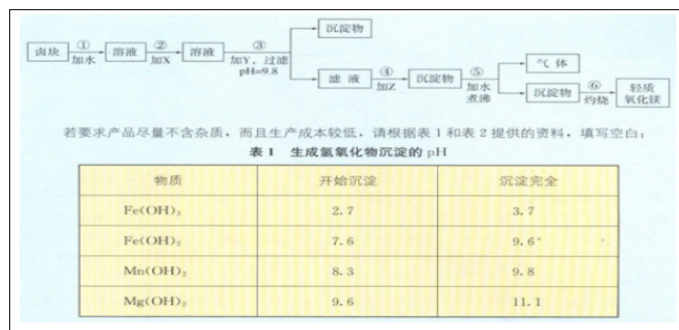 沉淀物
卤块 ① 加水 溶液 ② 加X 溶液 ③ 加Y,过滤 pH=9.8
滤 液 ④ 加Z 沉淀物 ⑤ 加水 煮沸
气 体
沉淀物 ⑥ 灼烧 轻质 氧化镁
若要求产品尽量不含杂质,而且生产成本较低,请根据表 1 和表 2 提供的资料,填写空白:
表 1 生成氢氧化物沉淀的 pH
物质 开始沉淀 沉淀完全
Fe(OH)₃ 2.7 3.7
Fe(OH)₂ 7.6 9.6*
Mn(OH)₂ 8.3 9.8
Mg(OH)₂ 9.6 11.1